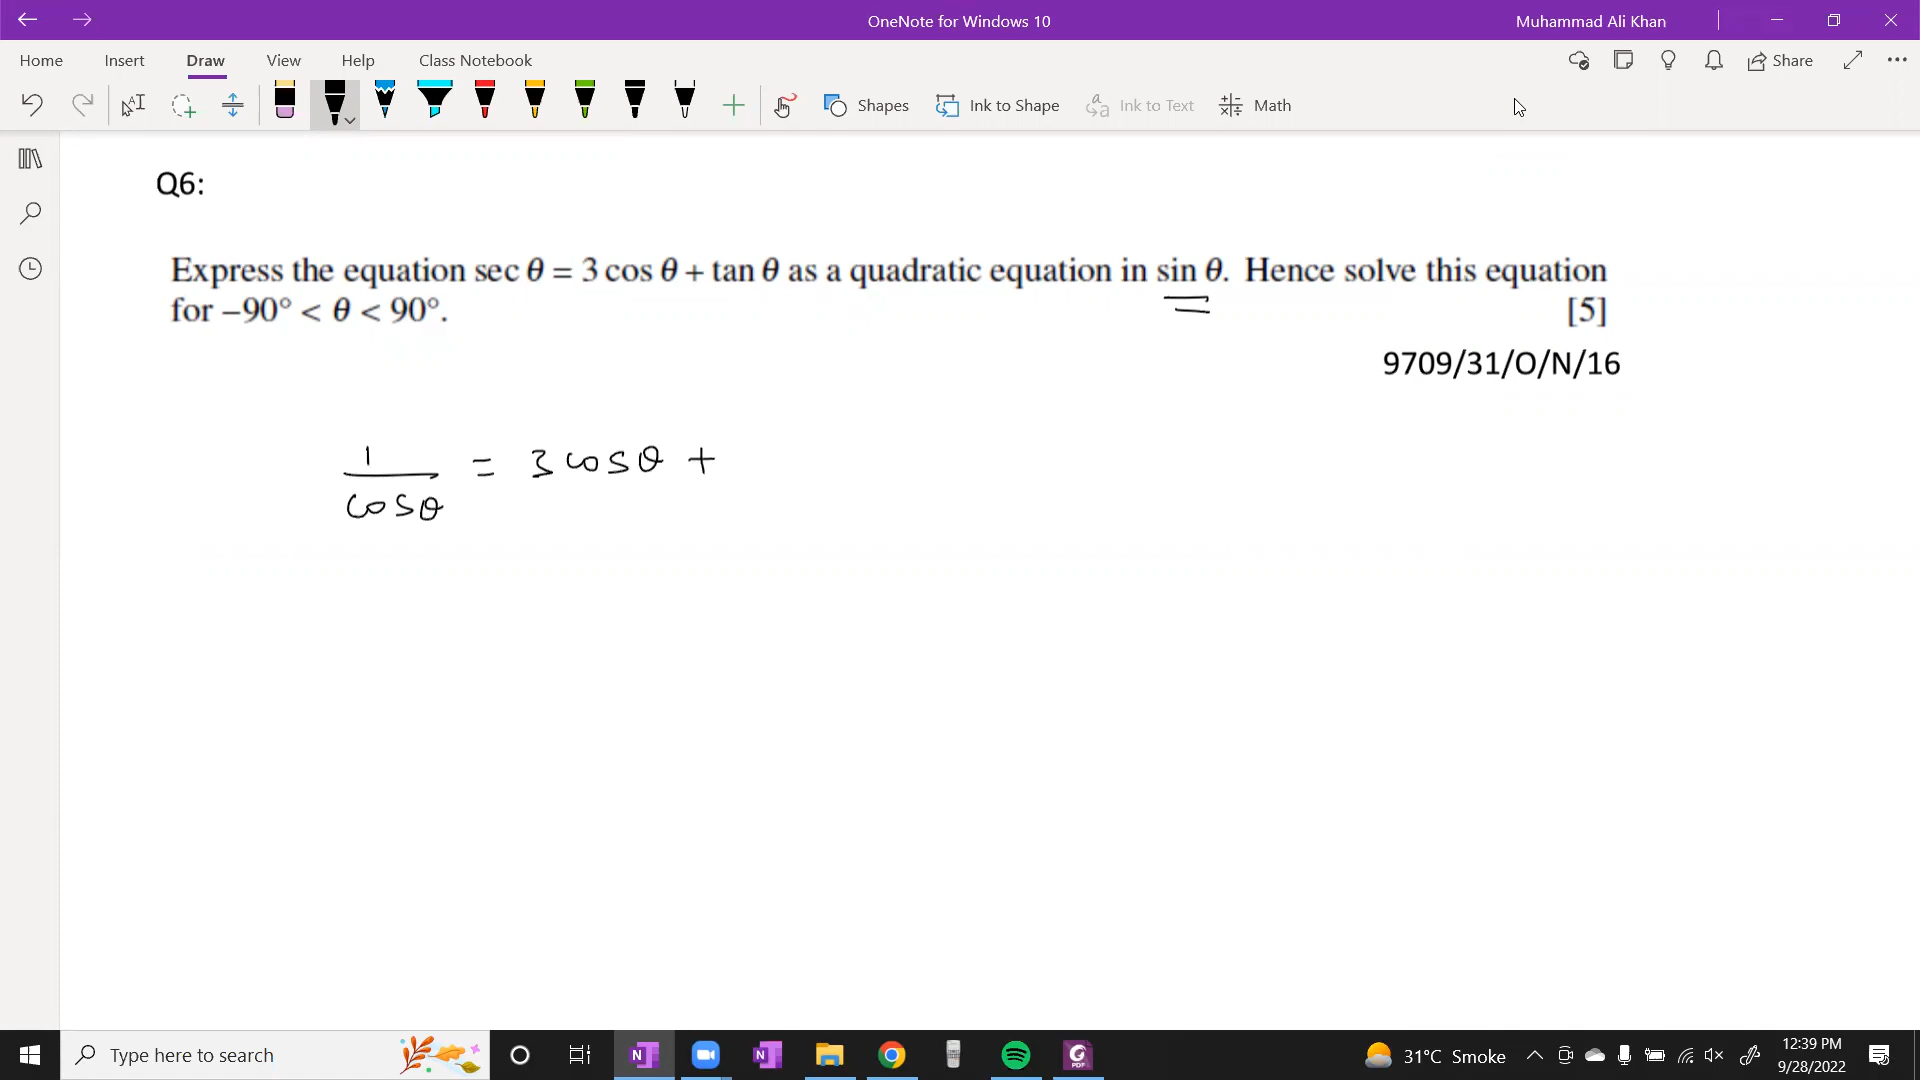 OneNote for Windows 10
Muhammad Ali Khan
Home Insert Draw View Help Class Notebook
Share
Shapes Ink to Shape Ink to Text Math
Q6:
Express the equation sec θ = 3 cos θ + tan θ as a quadratic equation in sin θ. Hence solve this equation
for −90° < θ < 90°. [5]
9709/31/O/N/16
1
cosθ = 3 cosθ +
Type here to search
31°C Smoke
12:39 PM
9/28/2022